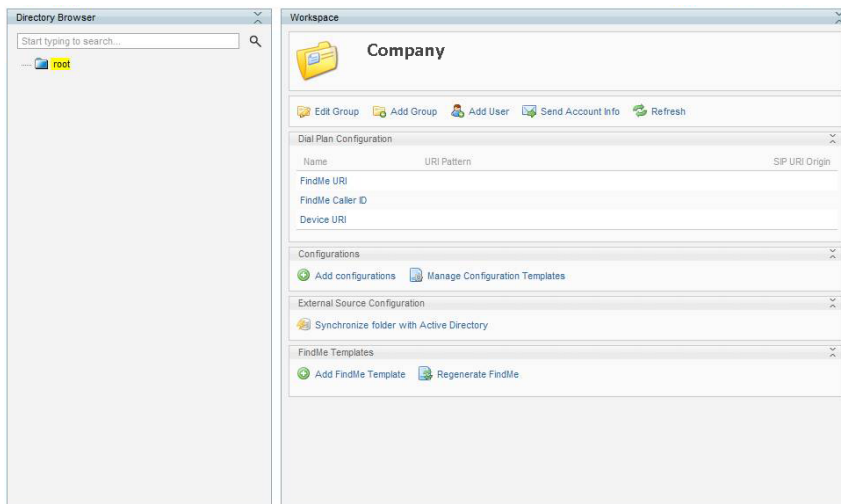 Directory Browser
Start typing to search...
root
Workspace
Company
Edit Group Add Group Add User Send Account Info Refresh
Dial Plan Configuration
Name URI Pattern SIP URI Origin
FindMe URI
FindMe Caller ID
Device URI
Configurations
Add configurations Manage Configuration Templates
External Source Configuration
Synchronize folder with Active Directory
FindMe Templates
Add FindMe Template Regenerate FindMe